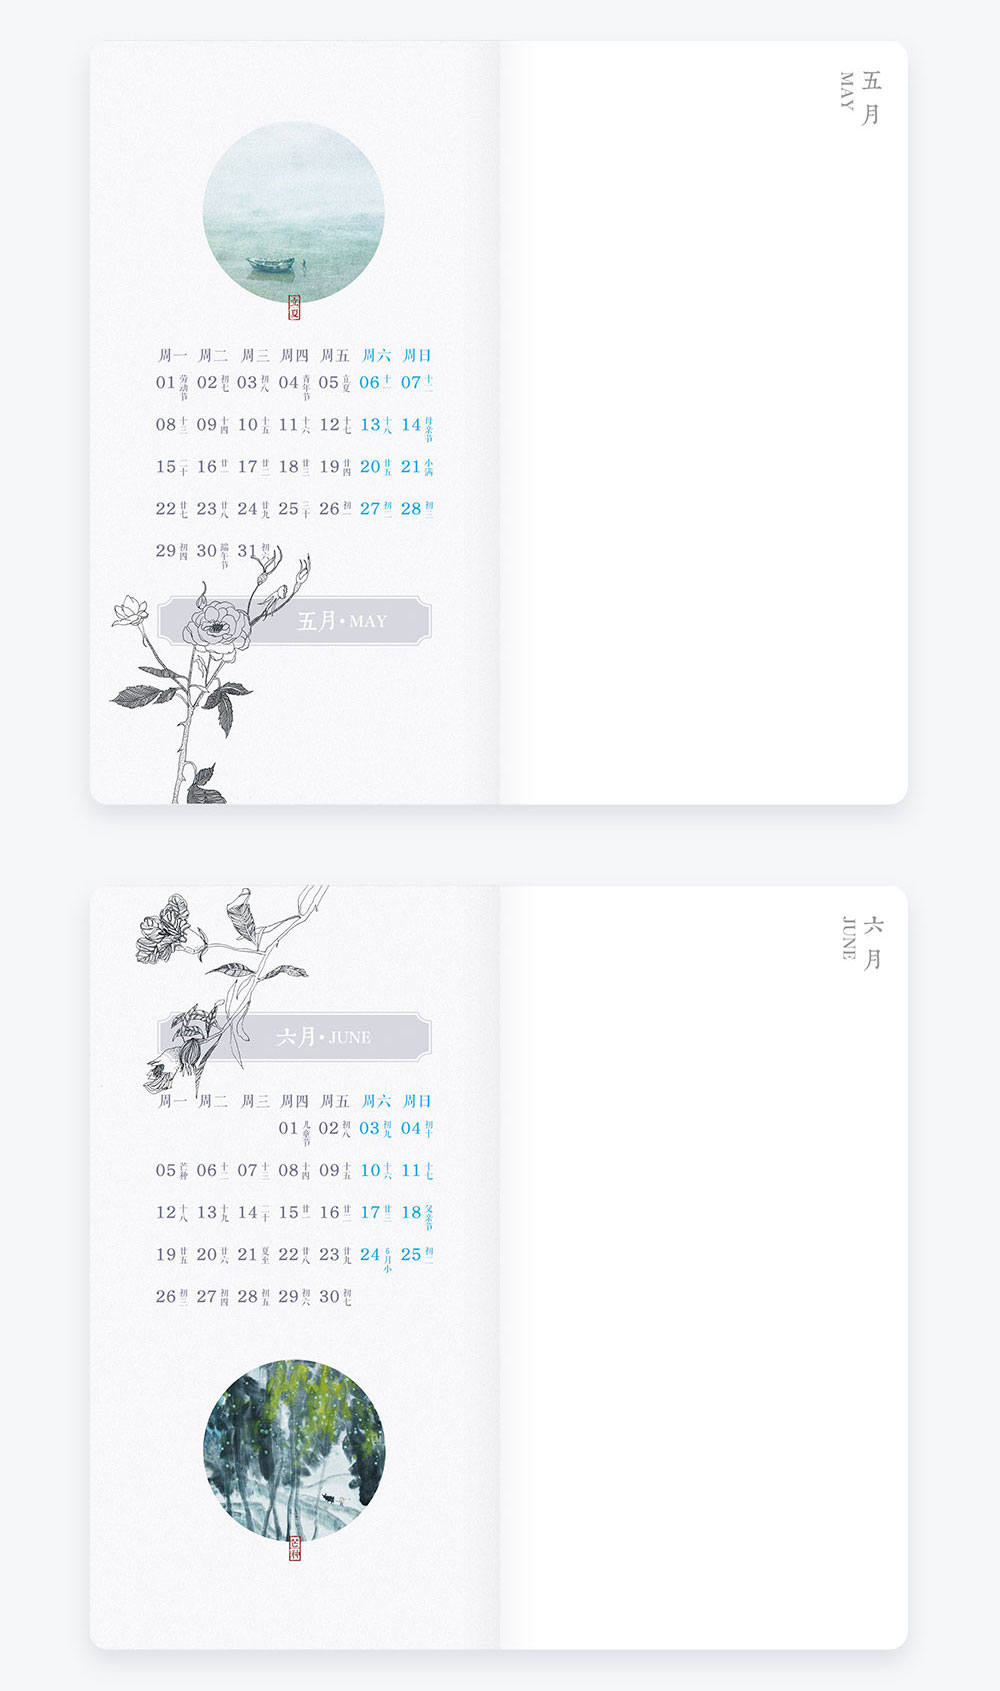 五月
MAY
立夏
周一 周二 周三 周四 周五 周六 周日
01 劳动节 02 初七 03 初八 04 青年节 05 立夏 06 十一 07 十二
08 十三 09 十四 10 十五 11 十六 12 十七 13 十八 14 母亲节
15 二十 16 廿一 17 廿二 18 廿三 19 廿四 20 廿五 21 小满
22 廿七 23 廿八 24 廿九 25 三十 26 初一 27 初二 28 初三
29 初四 30 端午节 31 初六
五月·MAY
六月
JUNE
六月·JUNE
周一 周二 周三 周四 周五 周六 周日
01 儿童节 02 初八 03 初九 04 初十
05 芒种 06 十二 07 十三 08 十四 09 十五 10 十六 11 十七
12 十八 13 十九 14 二十 15 廿一 16 廿二 17 廿三 18 父亲节
19 廿五 20 廿六 21 夏至 22 廿八 23 廿九 24 6月小 25 初二
26 初三 27 初四 28 初五 29 初六 30 初七
芒种